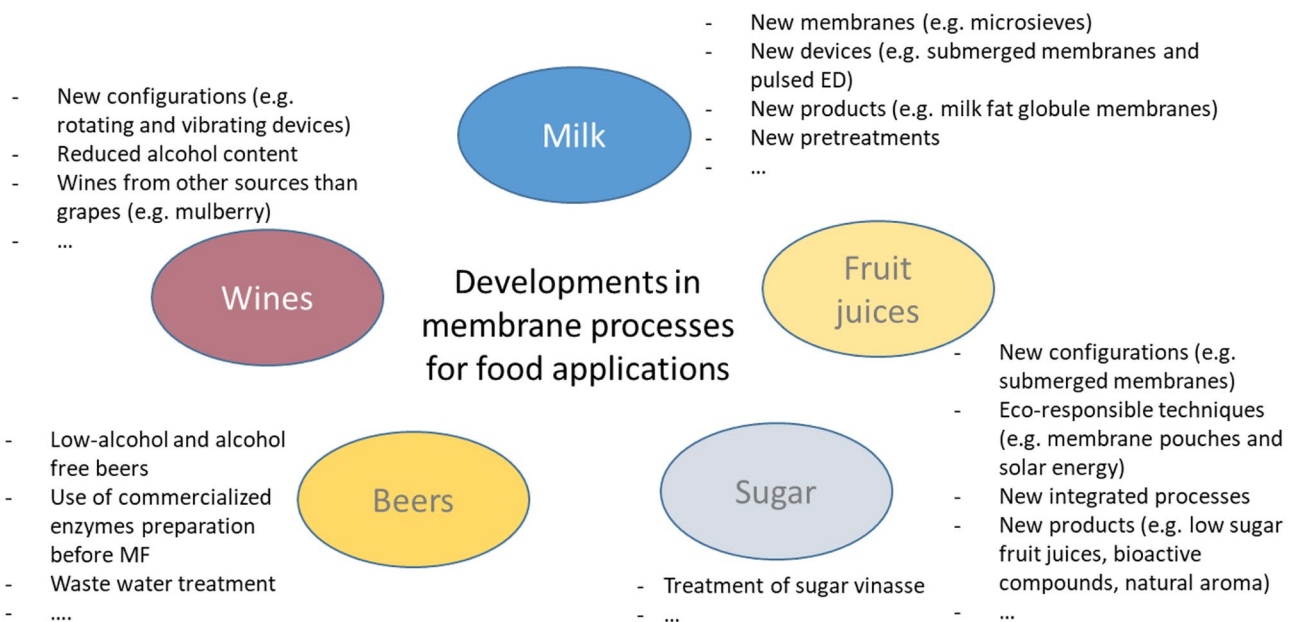 - New membranes (e.g. microsieves)
- New devices (e.g. submerged membranes and
pulsed ED)
- New products (e.g. milk fat globule membranes)
- New pretreatments
- ...
Milk
- New configurations (e.g.
rotating and vibrating devices)
- Reduced alcohol content
- Wines from other sources than
grapes (e.g. mulberry)
- ...
Wines
Developments in
membrane processes
for food applications
Fruit
juices
- New configurations (e.g.
submerged membranes)
- Eco-responsible techniques
(e.g. membrane pouches and
solar energy)
- New integrated processes
- New products (e.g. low sugar
fruit juices, bioactive
compounds, natural aroma)
- ...
- Low-alcohol and alcohol
free beers
- Use of commercialized
enzymes preparation
before MF
- Waste water treatment
- ....
Beers
Sugar
- Treatment of sugar vinasse
- ...